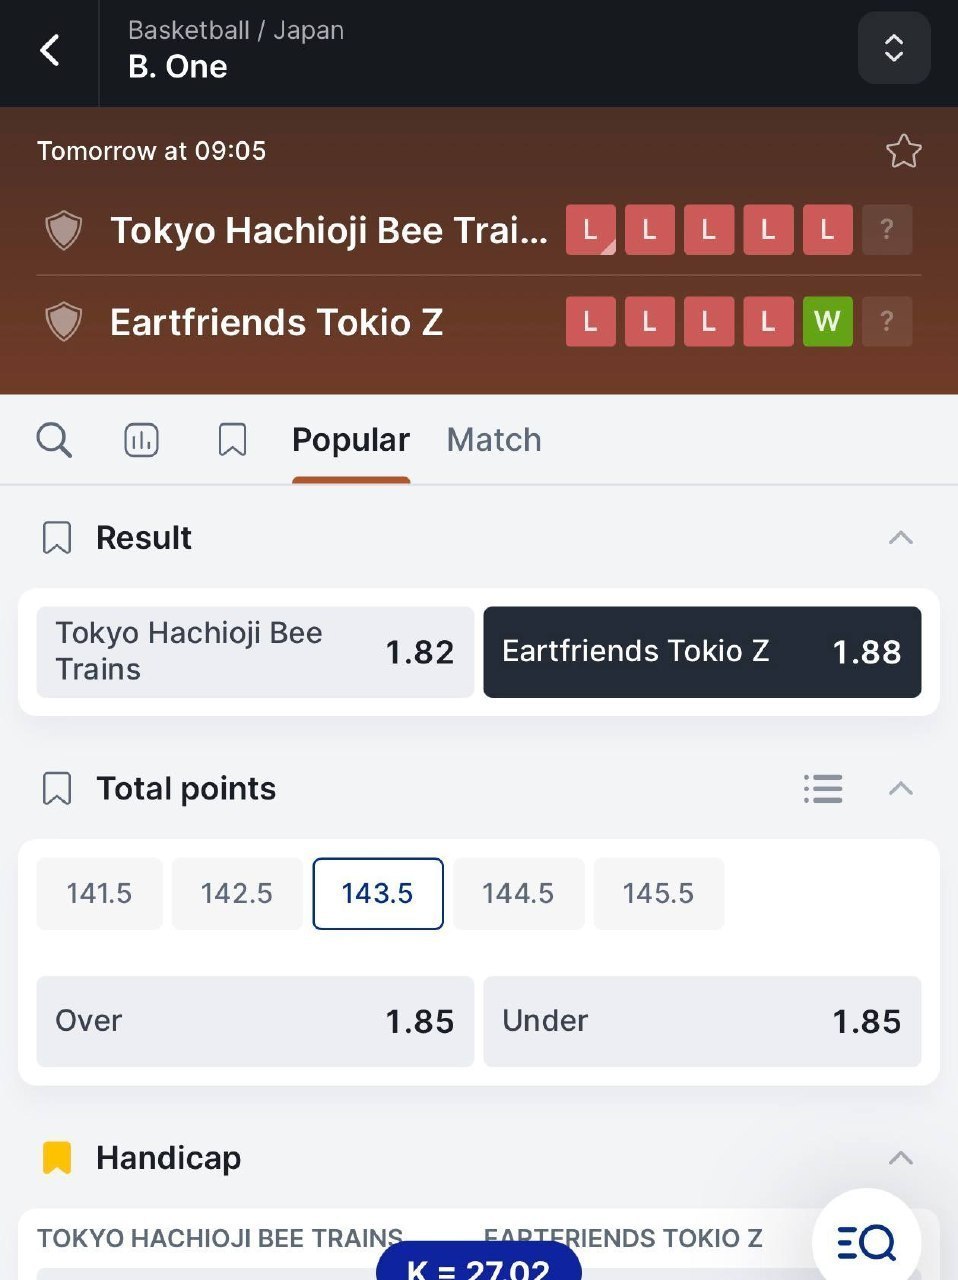 Basketball / Japan
B. One
Tomorrow at 09:05
Tokyo Hachioji Bee Trai... L L L L L ?
Eartfriends Tokio Z L L L L W ?
Popular Match
Result
Tokyo Hachioji Bee
Trains
1.82
Eartfriends Tokio Z 1.88
Total points
141.5 142.5 143.5 144.5 145.5
Over 1.85 Under 1.85
Handicap
TOKYO HACHIOJI BEE TRAINS EARTFRIENDS TOKIO Z
K = 27.02